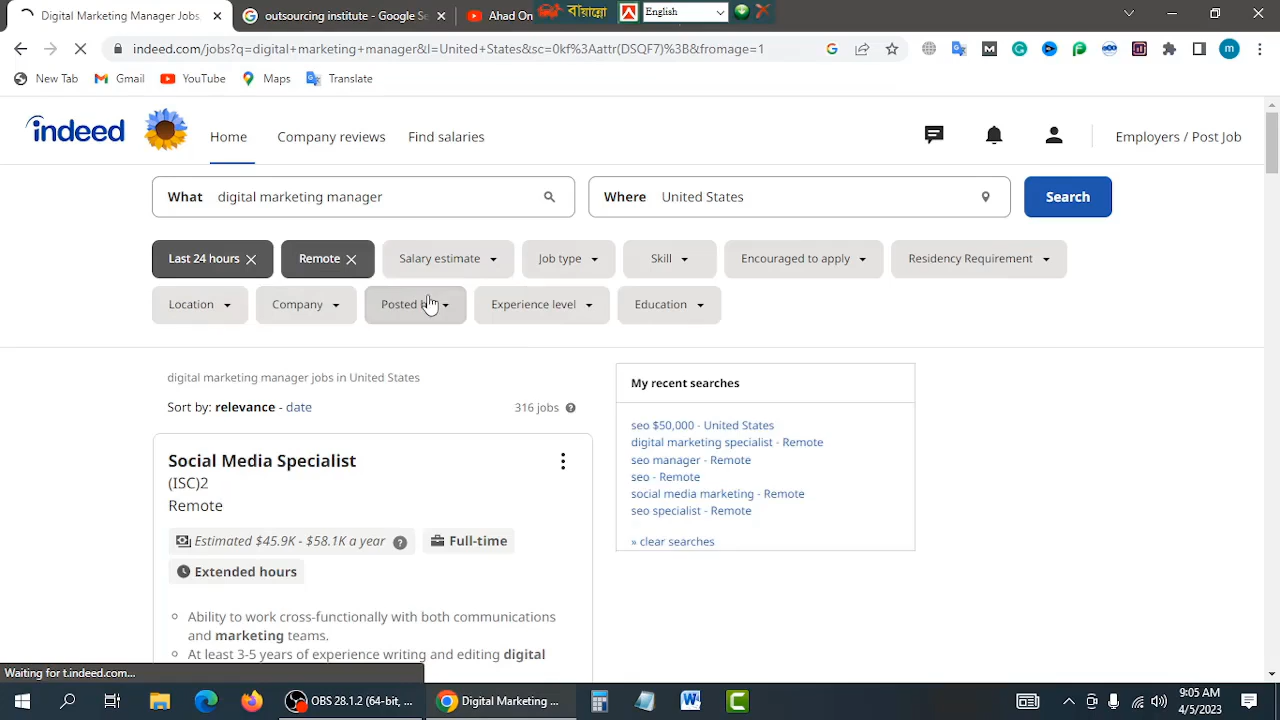 Digital Marketing Manager Jobs,
outsourcing institute
Ahad On
বায়ান্নো
English
indeed.com/jobs?q=digital+marketing+manager&l=United+States&sc=0kf%3Aattr(DSQF7)%3B&fromage=1
New Tab
Gmail
YouTube
Maps
Translate
indeed
Home
Company reviews
Find salaries
Employers / Post Job
What digital marketing manager
Where United States
Search
Last 24 hours
Remote
Salary estimate
Job type
Skill
Encouraged to apply
Residency Requirement
Location
Company
Posted
Experience level
Education
digital marketing manager jobs in United States
Sort by: relevance - date
316 jobs
My recent searches
seo $50,000 - United States
digital marketing specialist - Remote
seo manager - Remote
seo - Remote
social media marketing - Remote
seo specialist - Remote
» clear searches
Social Media Specialist
(ISC)2
Remote
Estimated $45.9K - $58.1K a year
Full-time
Extended hours
Ability to work cross-functionally with both communications
and marketing teams.
At least 3-5 years of experience writing and editing digital
Waiting for t.indeed.com...
OBS 28.1.2 (64-bit, ...
Digital Marketing ...
9:05 AM
4/5/2023